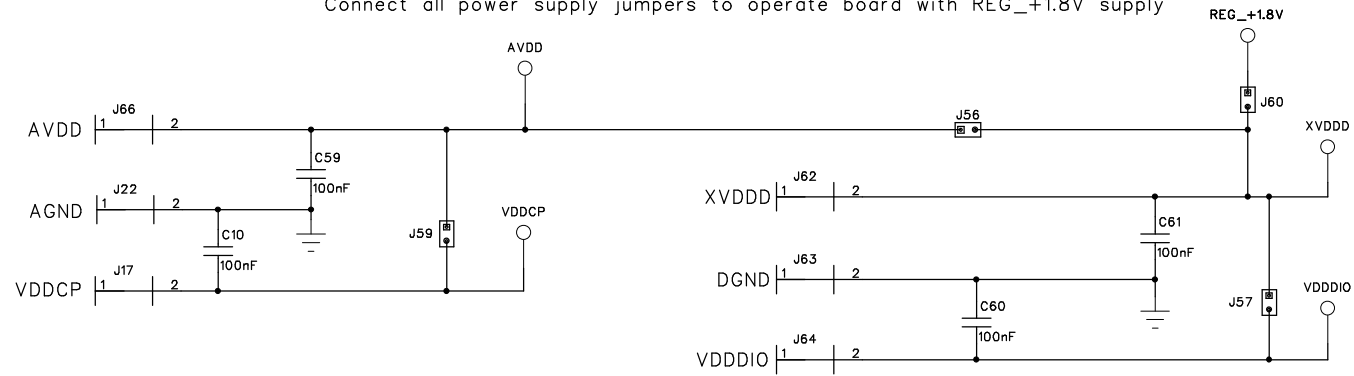 Connect all power supply jumpers to operate board with REG_+1.8V supply
REG_+1.8V
AVDD
J60
J66
AVDD 1 2
J56
XVDDD
C59
100nF
J22
AGND 1 2
J62
XVDDD 1 2
VDDCP
C10
100nF
J59
C61
100nF
J17
VDDCP 1 2
J63
DGND 1 2
VDDDIO
J57
C60
100nF
J64
VDDDIO 1 2